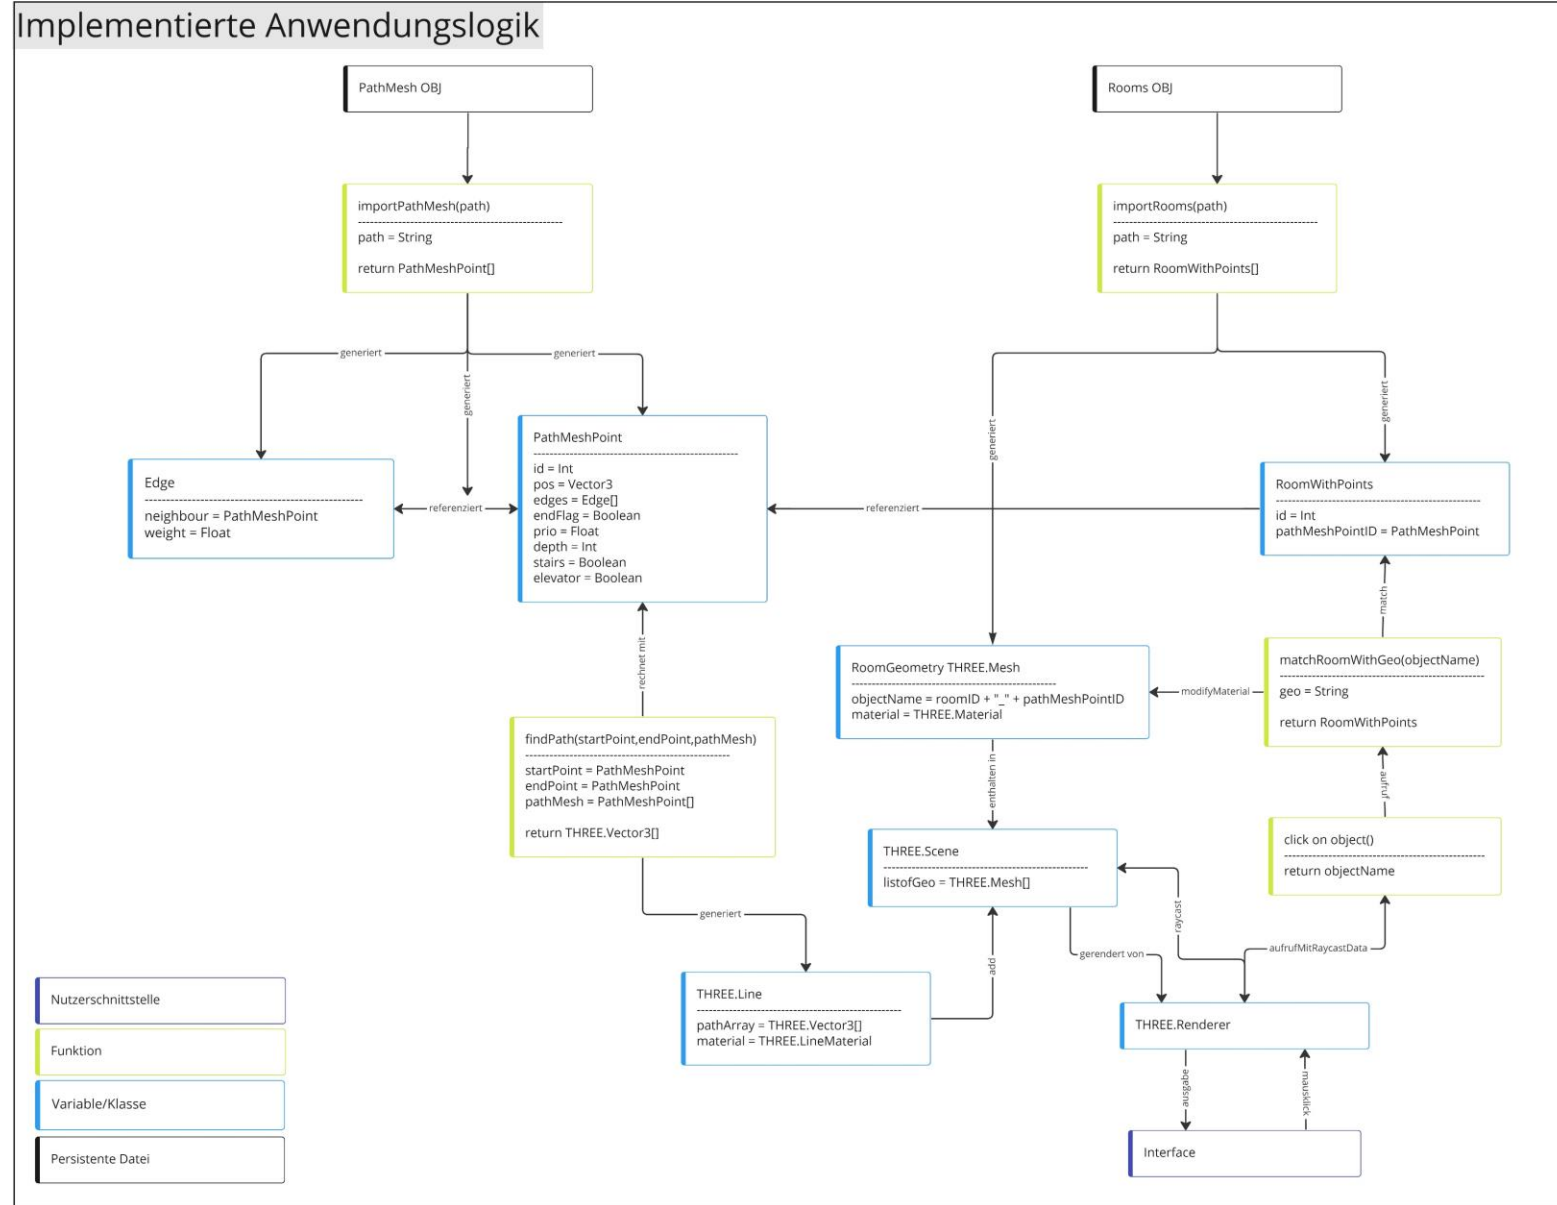 Implementierte Anwendungslogik
PathMesh OBJ
Rooms OBJ
importPathMesh(path)
path = String
return PathMeshPoint[]
importRooms(path)
path = String
return RoomWithPoints[]
generiert
generiert
generiert
generiert
generiert
Edge
neighbour = PathMeshPoint
weight = Float
referenziert
PathMeshPoint
id = Int
pos = Vector3
edges = Edge[]
endFlag = Boolean
prio = Float
depth = Int
stairs = Boolean
elevator = Boolean
referenziert
RoomWithPoints
id = Int
pathMeshPointID = PathMeshPoint
rechnet mit
match
RoomGeometry THREE.Mesh
objectName = roomID + "_" + pathMeshPointID
material = THREE.Material
modifyMaterial
matchRoomWithGeo(objectName)
geo = String
return RoomWithPoints
findPath(startPoint,endPoint,pathMesh)
startPoint = PathMeshPoint
endPoint = PathMeshPoint
pathMesh = PathMeshPoint[]
return THREE.Vector3[]
enthalten in
aufruf
THREE.Scene
listofGeo = THREE.Mesh[]
click on object()
return objectName
generiert
raycast
aufrufMitRaycastData
gerendert von
add
THREE.Line
pathArray = THREE.Vector3[]
material = THREE.LineMaterial
THREE.Renderer
ausgabe
mausklick
Interface
Nutzerschnittstelle
Funktion
Variable/Klasse
Persistente Datei